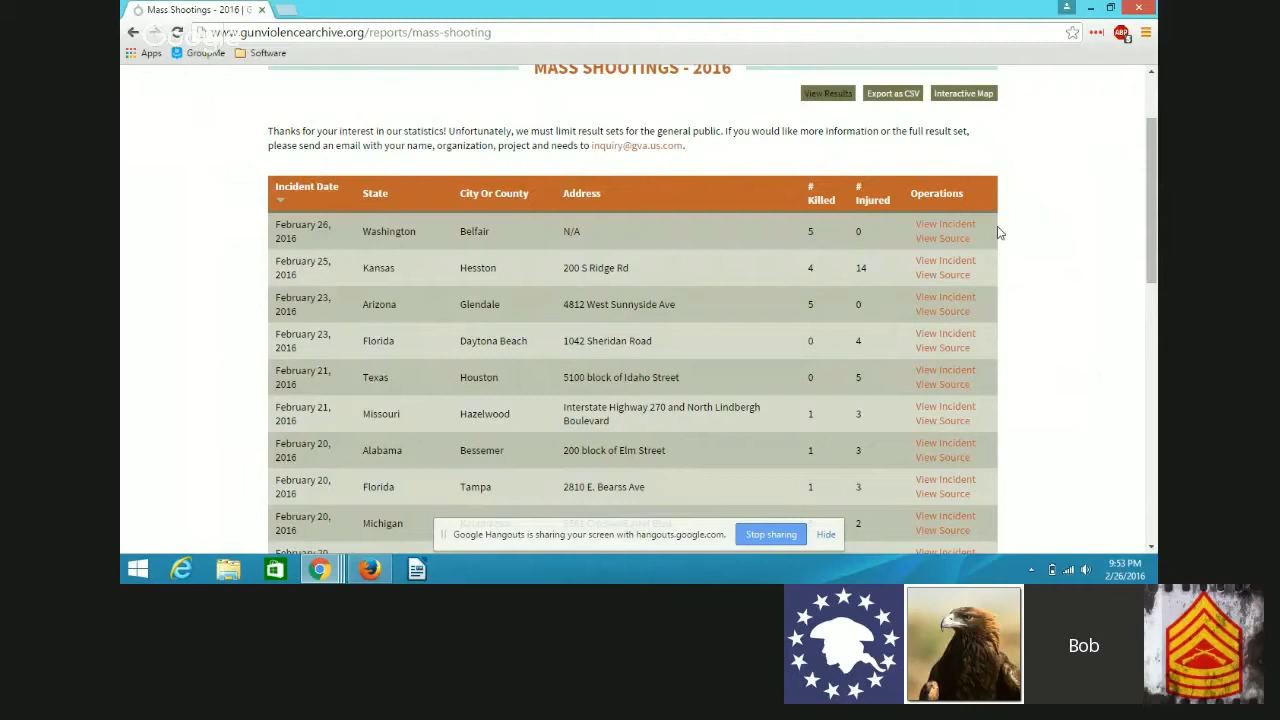 Mass Shootings - 2016 | G
www.gunviolencearchive.org/reports/mass-shooting
ABP
Apps GroupMe Software
MASS SHOOTINGS - 2016
View Results Export as CSV Interactive Map
Thanks for your interest in our statistics! Unfortunately, we must limit result sets for the general public. If you would like more information or the full result set,
please send an email with your name, organization, project and needs to inquiry@gva.us.com.
Incident Date State City Or County Address # Killed # Injured Operations
February 26, 2016 Washington Belfair N/A 5 0 View Incident View Source
February 25, 2016 Kansas Hesston 200 S Ridge Rd 4 14 View Incident View Source
February 23, 2016 Arizona Glendale 4812 West Sunnyside Ave 5 0 View Incident View Source
February 23, 2016 Florida Daytona Beach 1042 Sheridan Road 0 4 View Incident View Source
February 21, 2016 Texas Houston 5100 block of Idaho Street 0 5 View Incident View Source
February 21, 2016 Missouri Hazelwood Interstate Highway 270 and North Lindbergh Boulevard 1 3 View Incident View Source
February 20, 2016 Alabama Bessemer 200 block of Elm Street 1 3 View Incident View Source
February 20, 2016 Florida Tampa 2810 E. Bearss Ave 1 3 View Incident View Source
February 20, 2016 Michigan 2 View Incident View Source
Google Hangouts is sharing your screen with hangouts.google.com. Stop sharing Hide
9:53 PM
2/26/2016
Bob